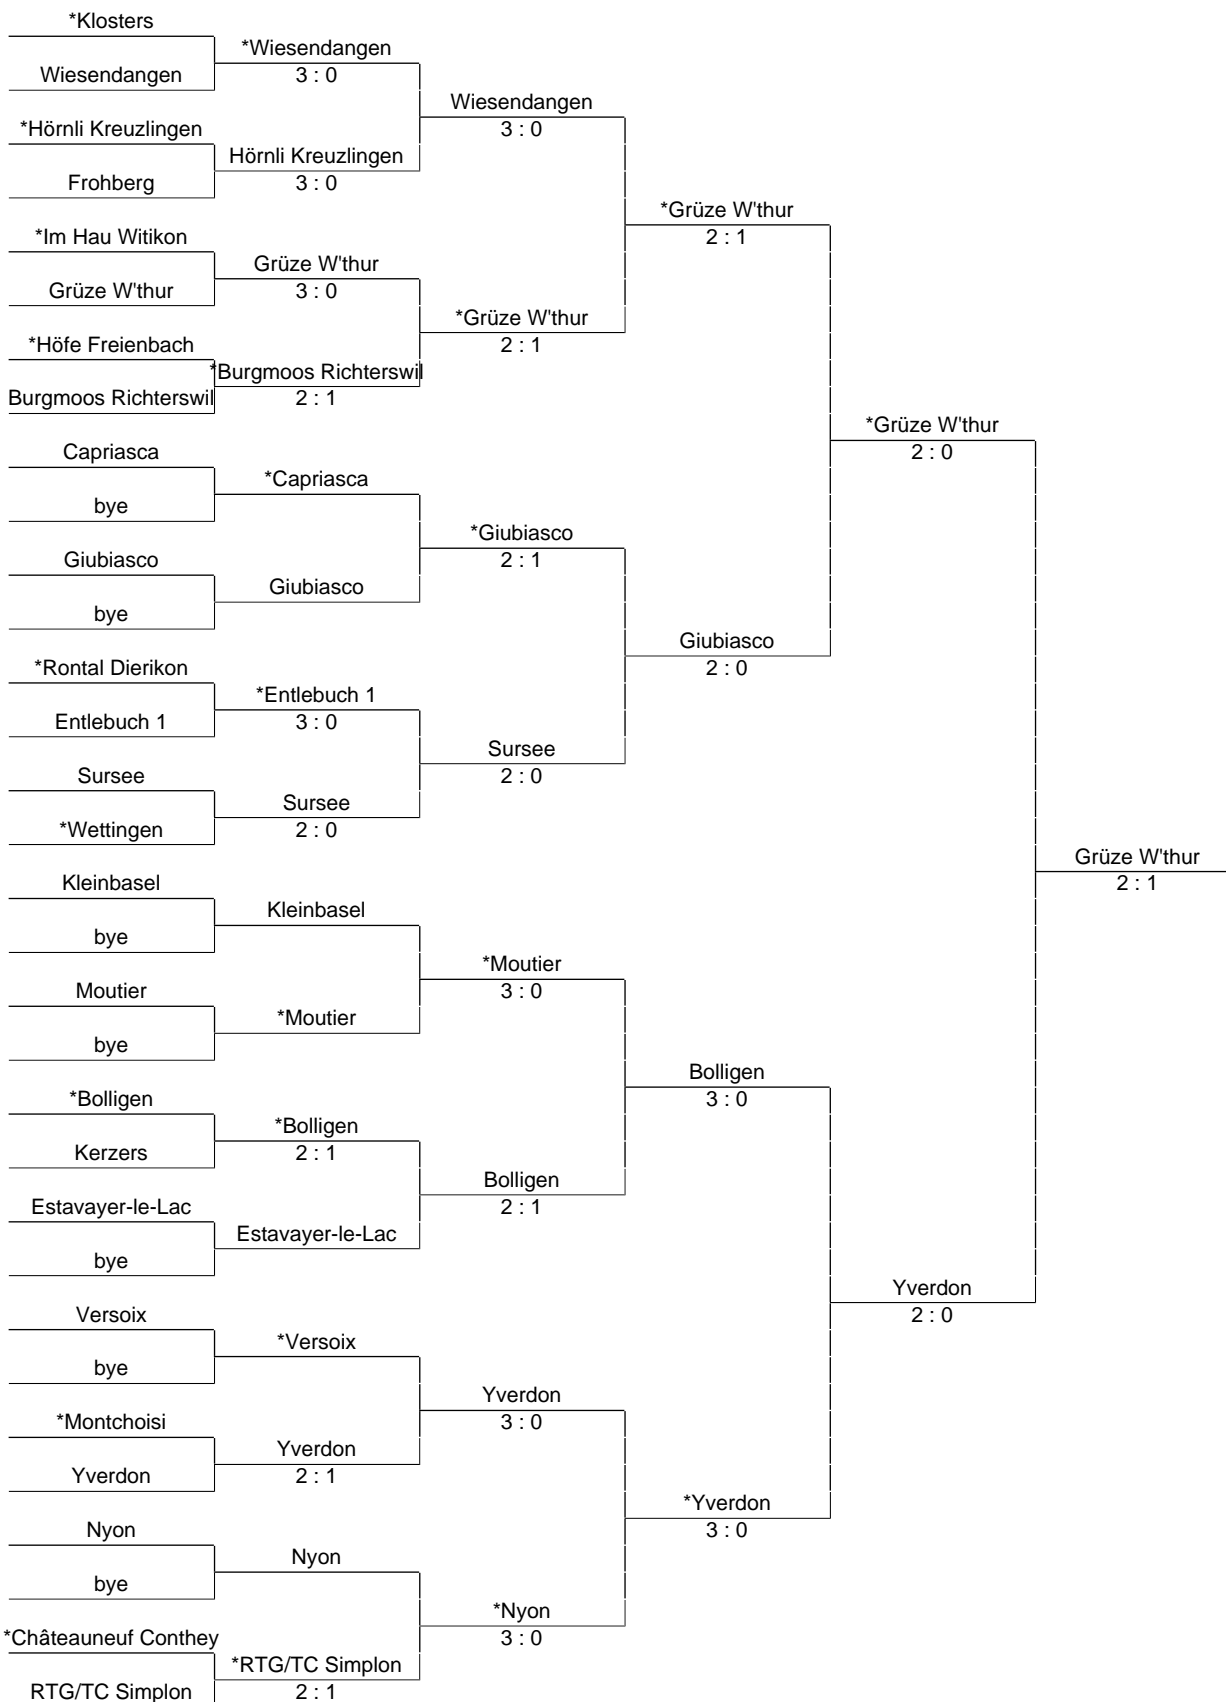 *Klosters
*Wiesendangen
Wiesendangen
3 : 0
Wiesendangen
*Hörnli Kreuzlingen
3 : 0
Hörnli Kreuzlingen
Frohberg
3 : 0
*Grüze W'thur
*Im Hau Witikon
2 : 1
Grüze W'thur
Grüze W'thur
3 : 0
*Grüze W'thur
*Höfe Freienbach
2 : 1
*Burgmoos Richterswil
Burgmoos Richterswil
2 : 1
*Grüze W'thur
Capriasca
2 : 0
*Capriasca
bye
*Giubiasco
Giubiasco
2 : 1
Giubiasco
bye
Giubiasco
*Rontal Dierikon
2 : 0
*Entlebuch 1
Entlebuch 1
3 : 0
Sursee
Sursee
2 : 0
Sursee
*Wettingen
2 : 0
Grüze W'thur
Kleinbasel
2 : 1
Kleinbasel
bye
*Moutier
Moutier
3 : 0
*Moutier
bye
Bolligen
*Bolligen
3 : 0
*Bolligen
Kerzers
2 : 1
Bolligen
Estavayer-le-Lac
2 : 1
Estavayer-le-Lac
bye
Yverdon
Versoix
2 : 0
*Versoix
bye
Yverdon
*Montchoisi
3 : 0
Yverdon
Yverdon
2 : 1
*Yverdon
Nyon
3 : 0
Nyon
bye
*Nyon
*Châteauneuf Conthey
3 : 0
*RTG/TC Simplon
RTG/TC Simplon
2 : 1